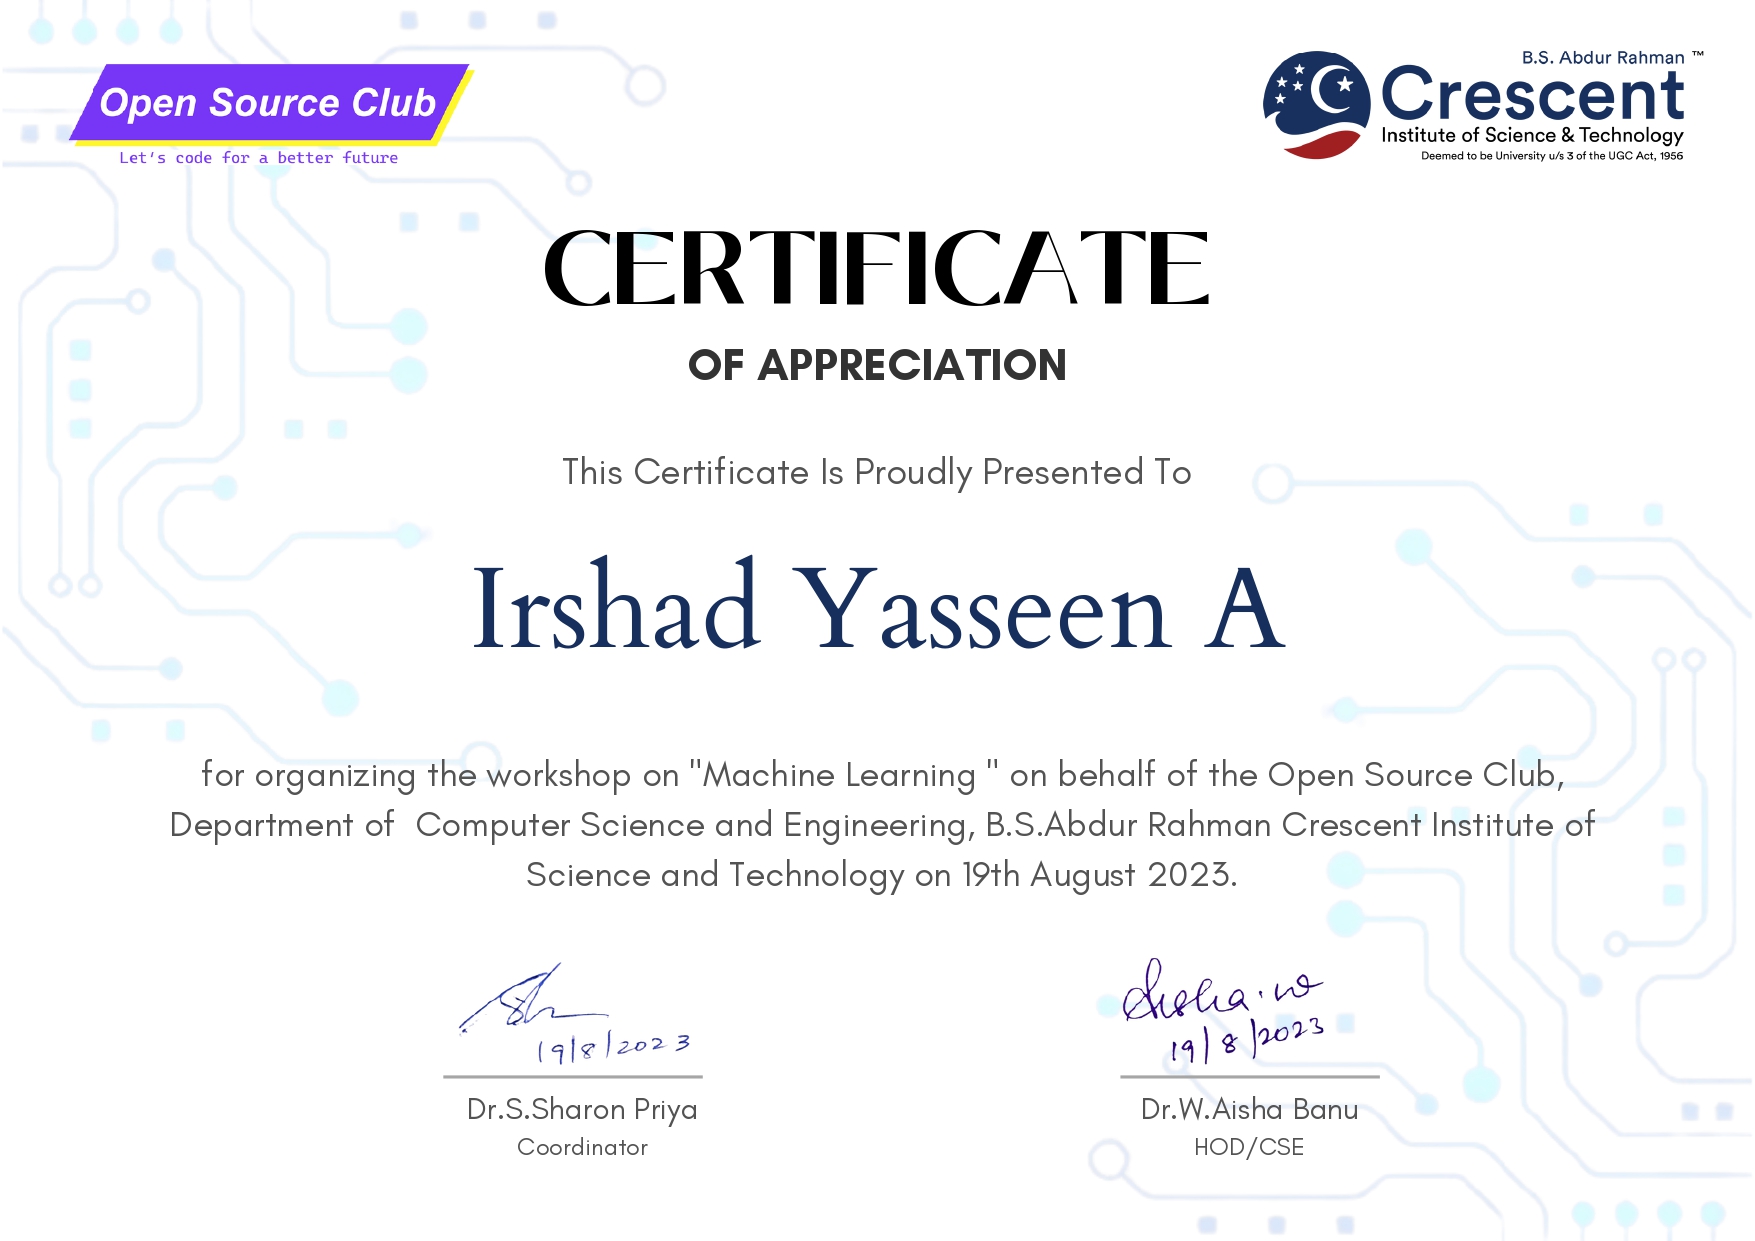 Open Source Club
Let's code for a better future
B.S. Abdur Rahman ™
Crescent
Institute of Science & Technology
Deemed to be University u/s 3 of the UGC Act, 1956
CERTIFICATE
OF APPRECIATION
This Certificate Is Proudly Presented To
Irshad Yasseen A
for organizing the workshop on "Machine Learning " on behalf of the Open Source Club,
Department of  Computer Science and Engineering, B.S.Abdur Rahman Crescent Institute of
Science and Technology on 19th August 2023.
19/8/2023
Aisha.W
19/8/2023
Dr.S.Sharon Priya
Coordinator
Dr.W.Aisha Banu
HOD/CSE